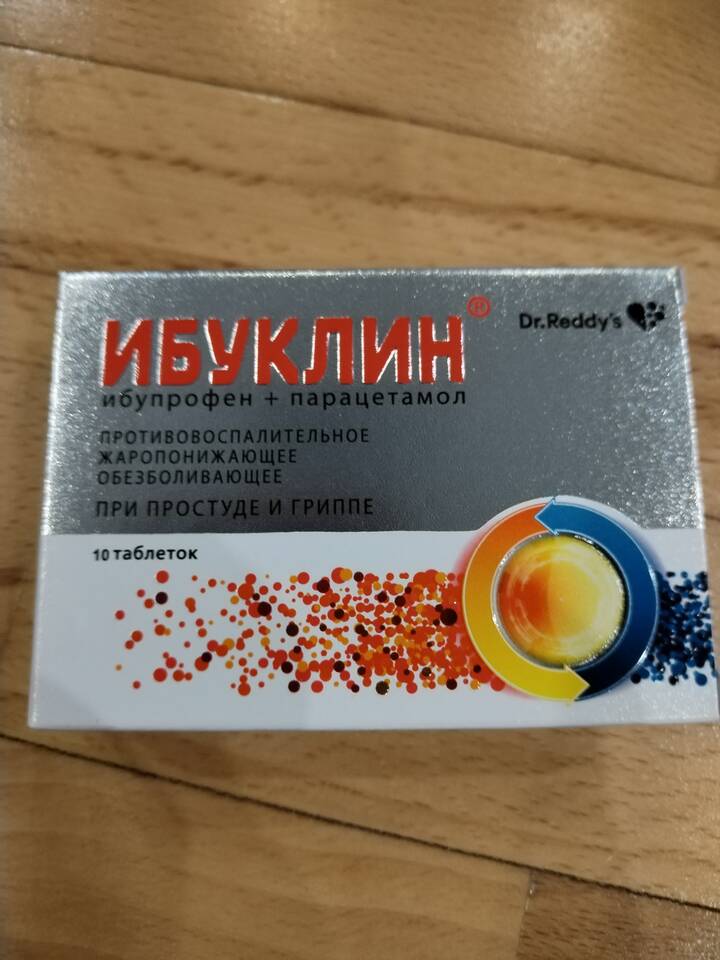 ИБУКЛИН®
Dr.Reddy's
ибупрофен + парацетамол
ПРОТИВОВОСПАЛИТЕЛЬНОЕ
ЖАРОПОНИЖАЮЩЕЕ
ОБЕЗБОЛИВАЮЩЕЕ
ПРИ ПРОСТУДЕ И ГРИППЕ
10 таблеток